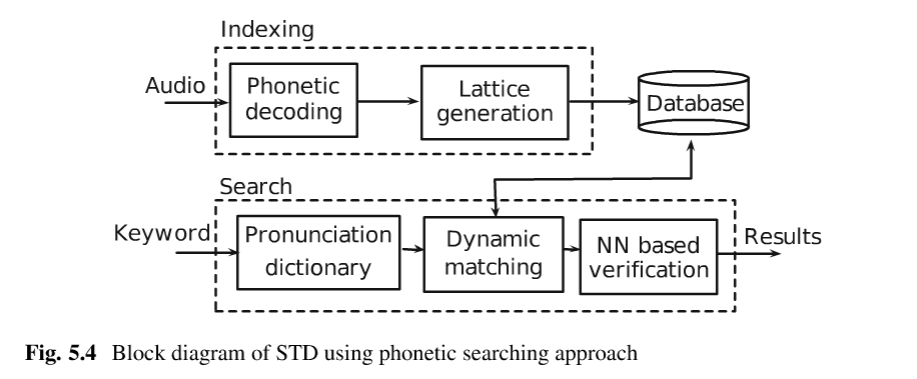 Indexing
Audio
Phonetic
decoding
Lattice
generation
Database
Search
Keyword
Pronunciation
dictionary
Dynamic
matching
NN based
verification
Results
Fig. 5.4 Block diagram of STD using phonetic searching approach